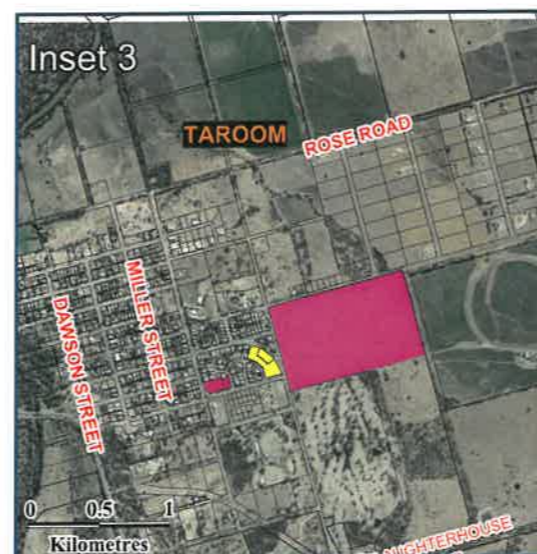 Inset 3
TAROOM
ROSE ROAD
MILLER STREET
DAWSON STREET
0 0.5 1
Kilometres